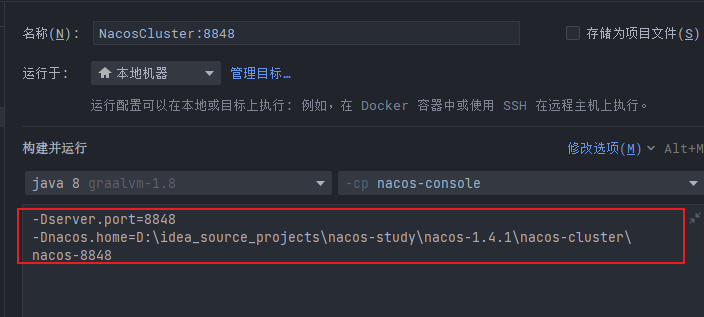 名称(N): NacosCluster:8848 存储为项目文件(S)
运行于: 本地机器 管理目标…
运行配置可以在本地或目标上执行: 例如, 在 Docker 容器中或使用 SSH 在远程主机上执行。
构建并运行 修改选项(M) Alt+M
java 8 graalvm-1.8 -cp nacos-console
-Dserver.port=8848
-Dnacos.home=D:\idea_source_projects\nacos-study\nacos-1.4.1\nacos-cluster\
nacos-8848